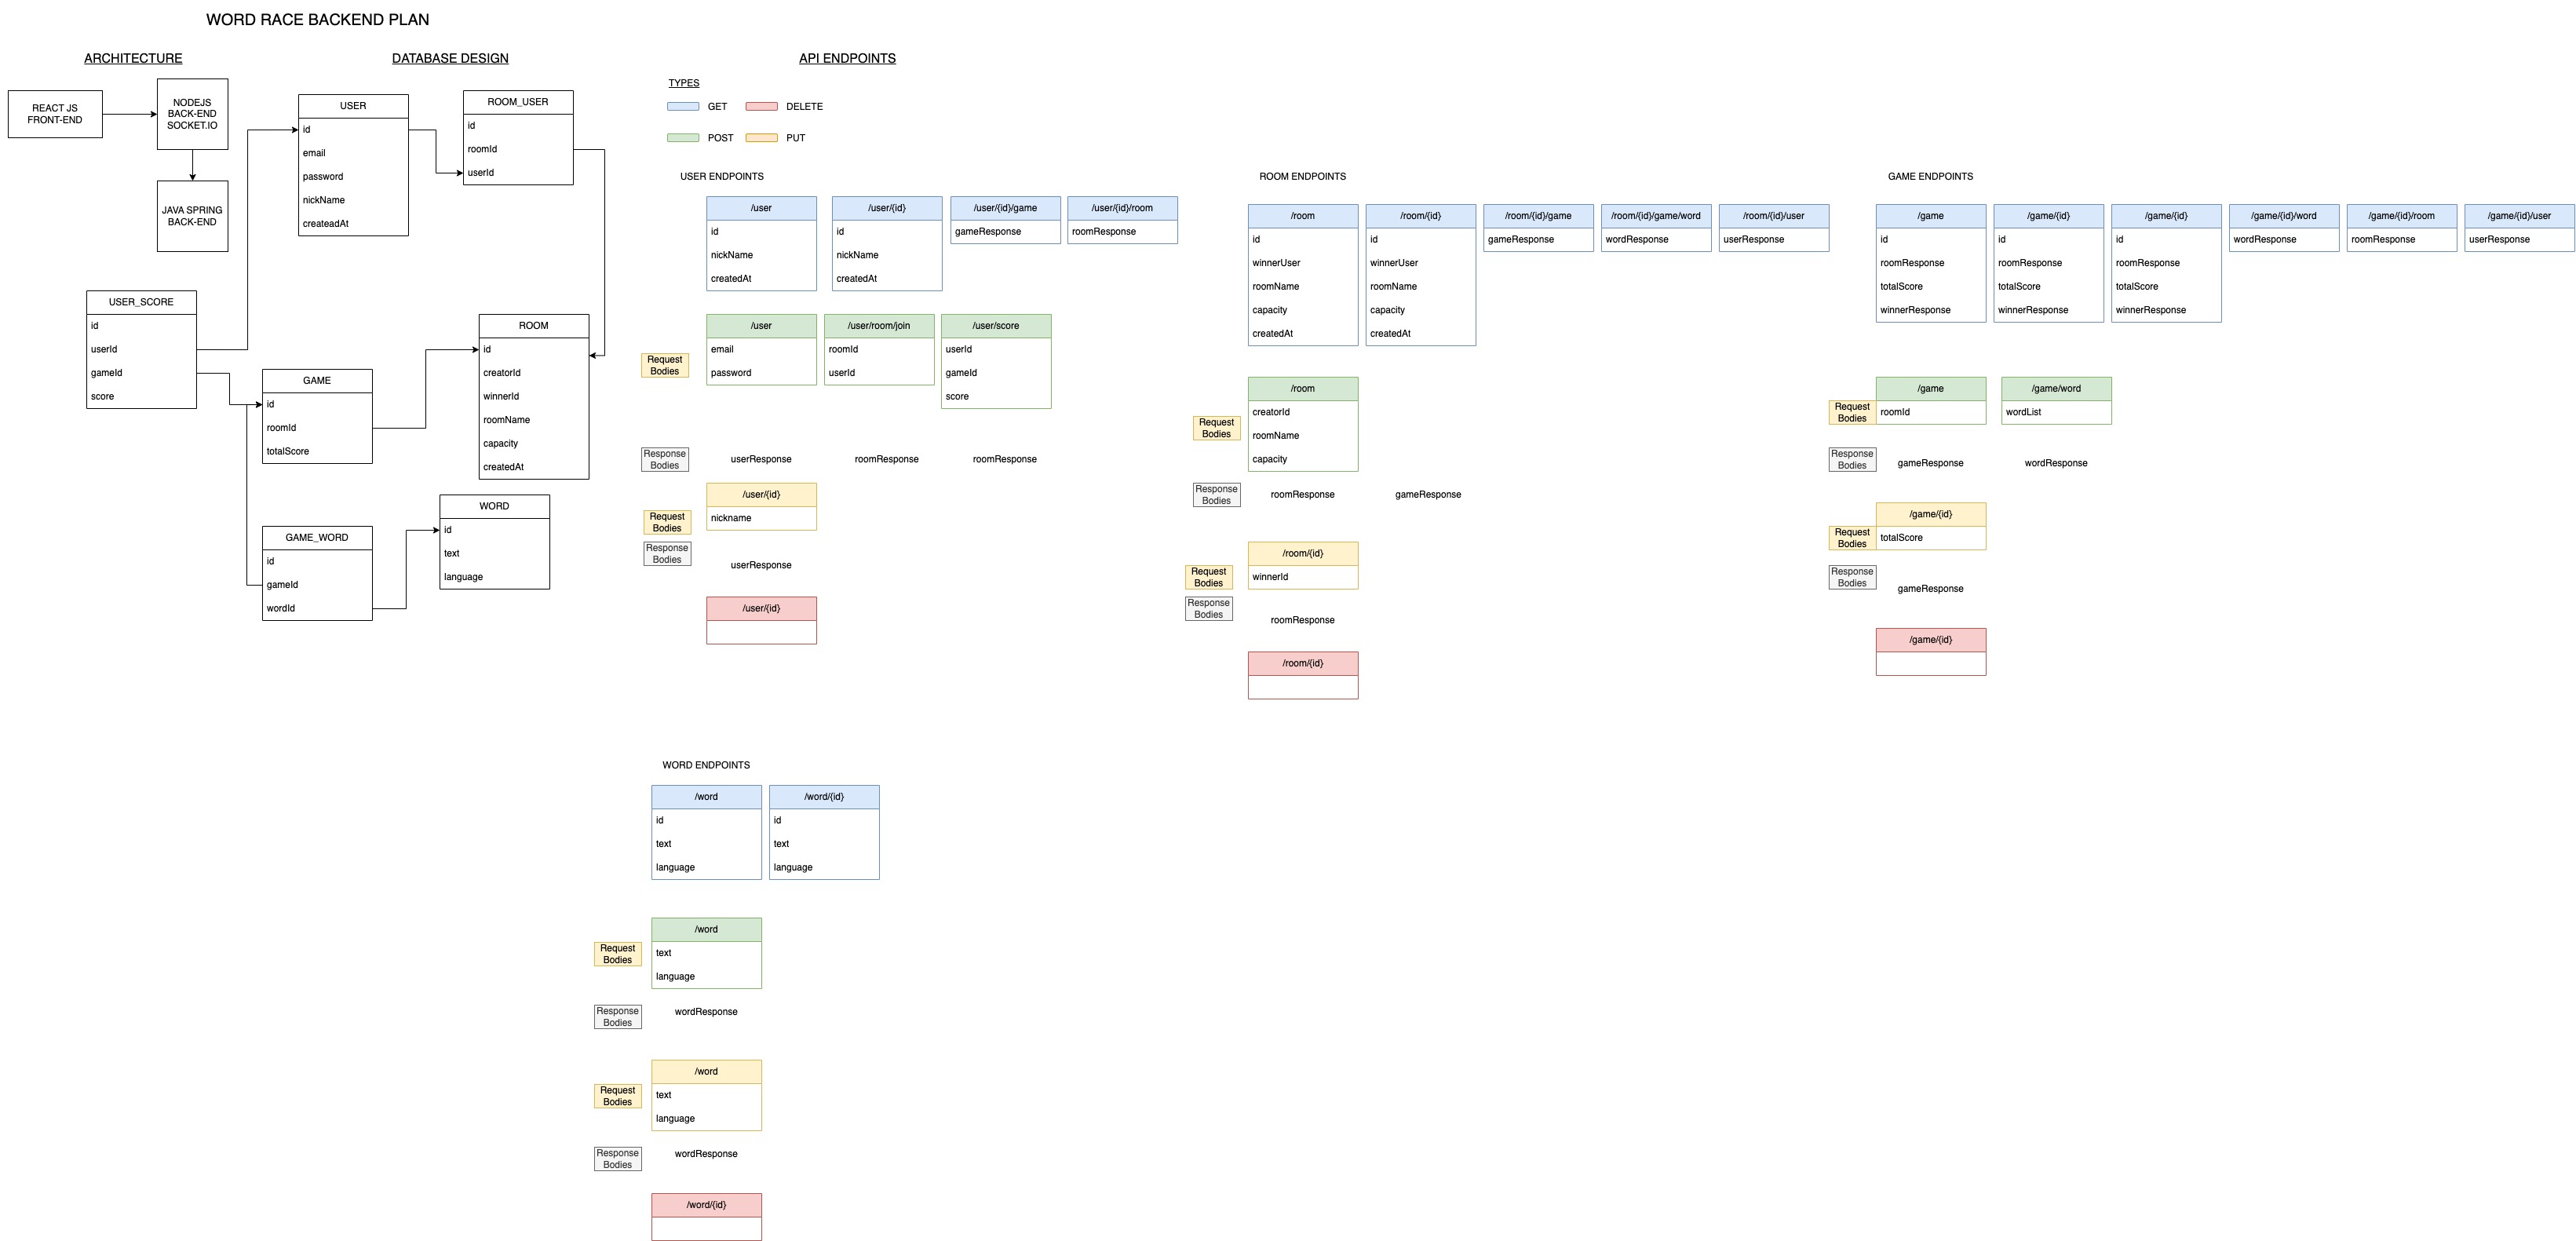 WORD RACE BACKEND PLAN
ARCHITECTURE
REACT JS
FRONT-END
NODEJS
BACK-END
SOCKET.IO
JAVA SPRING
BACK-END
DATABASE DESIGN
USER
id
email
password
nickName
createadAt
ROOM_USER
id
roomId
userId
USER_SCORE
id
userId
gameId
score
GAME
id
roomId
totalScore
ROOM
id
creatorId
winnerId
roomName
capacity
createdAt
GAME_WORD
id
gameId
wordId
WORD
id
text
language
API ENDPOINTS
TYPES
GET
DELETE
POST
PUT
USER ENDPOINTS
/user
id
nickName
createdAt
/user/{id}
id
nickName
createdAt
/user/{id}/game
gameResponse
/user/{id}/room
roomResponse
Request
Bodies
/user
email
password
/user/room/join
roomId
userId
/user/score
userId
gameId
score
Response
Bodies
userResponse
roomResponse
roomResponse
/user/{id}
Request
Bodies
nickname
Response
Bodies
userResponse
/user/{id}
ROOM ENDPOINTS
/room
id
winnerUser
roomName
capacity
createdAt
/room/{id}
id
winnerUser
roomName
capacity
createdAt
/room/{id}/game
gameResponse
/room/{id}/game/word
wordResponse
/room/{id}/user
userResponse
/room
Request
Bodies
creatorId
roomName
capacity
Response
Bodies
roomResponse
gameResponse
/room/{id}
Request
Bodies
winnerId
Response
Bodies
roomResponse
/room/{id}
GAME ENDPOINTS
/game
id
roomResponse
totalScore
winnerResponse
/game/{id}
id
roomResponse
totalScore
winnerResponse
/game/{id}
id
roomResponse
totalScore
winnerResponse
/game/{id}/word
wordResponse
/game/{id}/room
roomResponse
/game/{id}/user
userResponse
/game
Request
Bodies
roomId
/game/word
wordList
Response
Bodies
gameResponse
wordResponse
/game/{id}
Request
Bodies
totalScore
Response
Bodies
gameResponse
/game/{id}
WORD ENDPOINTS
/word
id
text
language
/word/{id}
id
text
language
/word
Request
Bodies
text
language
Response
Bodies
wordResponse
/word
Request
Bodies
text
language
Response
Bodies
wordResponse
/word/{id}